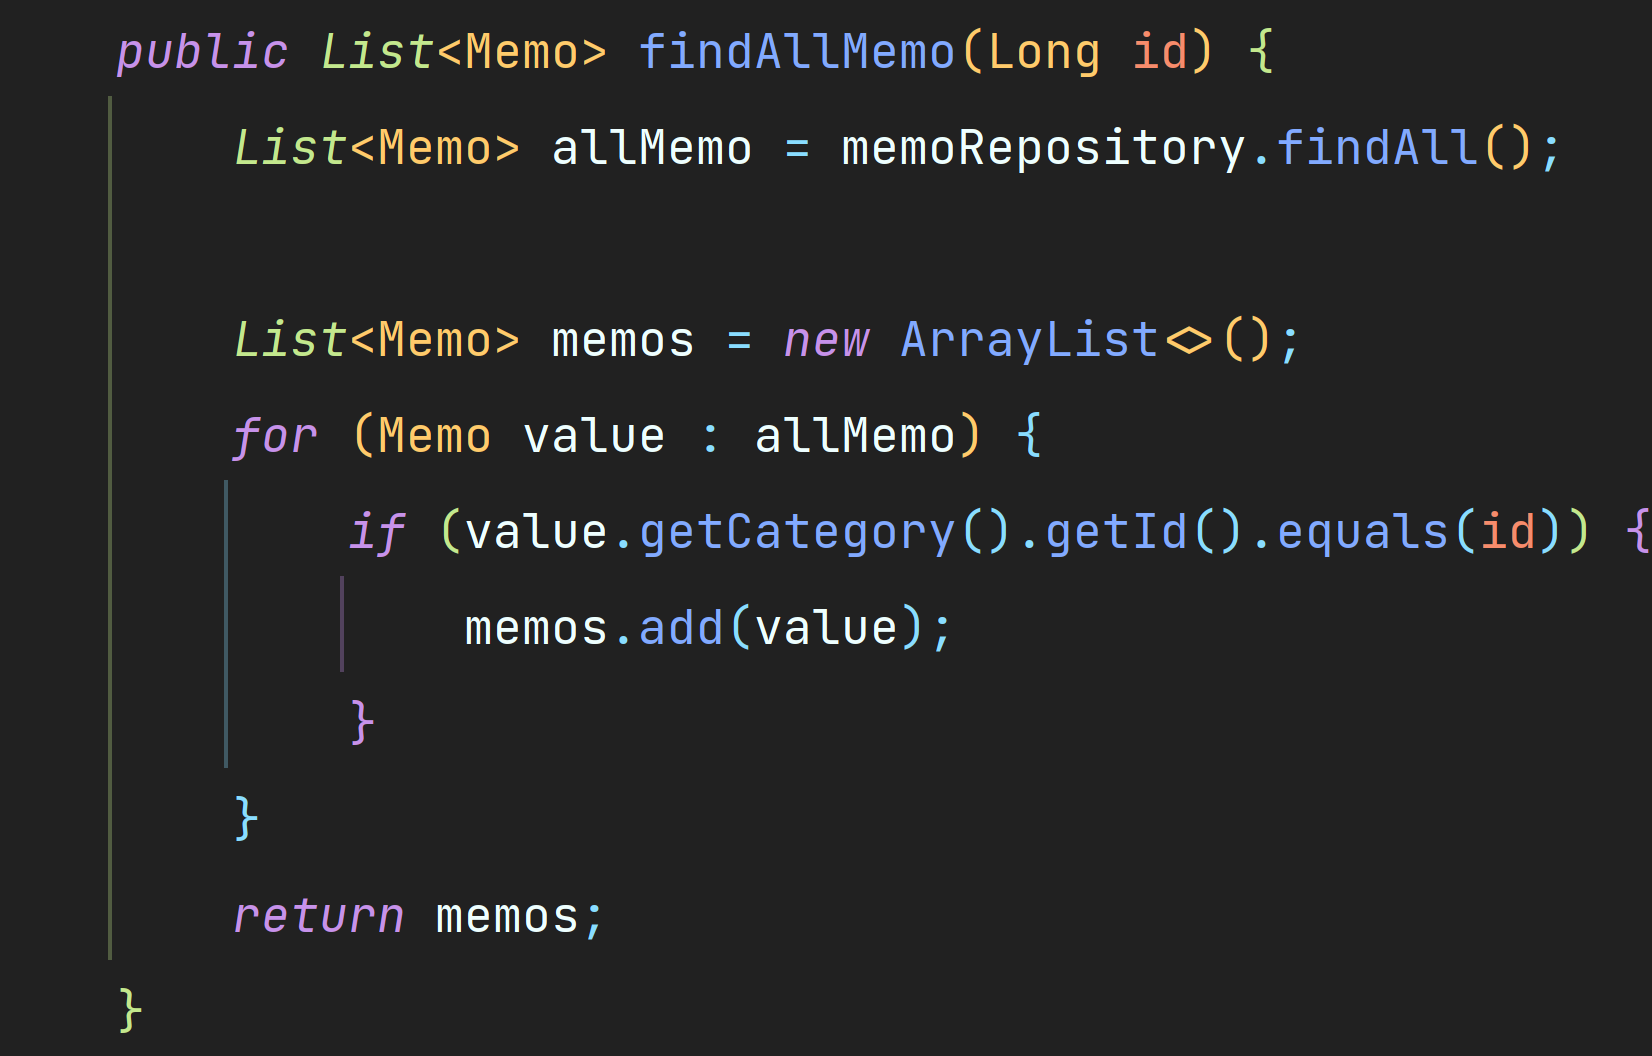 public List<Memo> findAllMemo(Long id) {
List<Memo> allMemo = memoRepository.findAll();
List<Memo> memos = new ArrayList<>();
for (Memo value : allMemo) {
if (value.getCategory().getId().equals(id)) {
memos.add(value);
}
}
return memos;
}